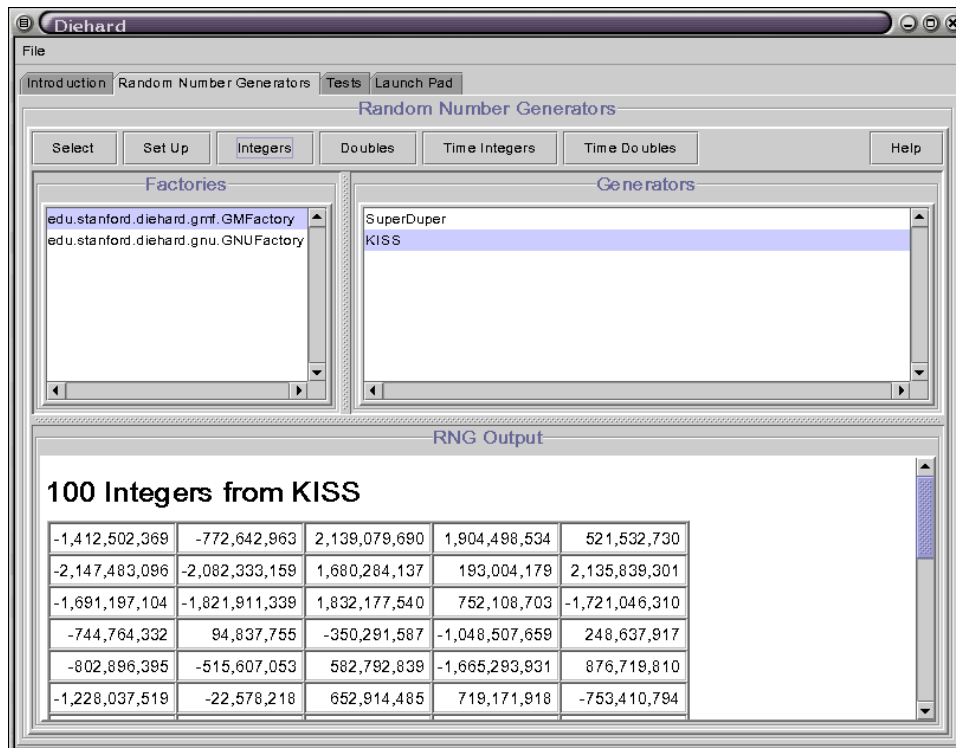 Diehard
File
Introduction Random Number Generators Tests Launch Pad
Random Number Generators
Select Set Up Integers Doubles Time Integers Time Doubles Help
Factories Generators
edu.stanford.diehard.gmf.GMFactory SuperDuper
edu.stanford.diehard.gnu.GNUFactory KISS
RNG Output
100 Integers from KISS
-1,412,502,369 -772,642,963 2,139,079,690 1,904,498,534 521,532,730
-2,147,483,096 -2,082,333,159 1,680,284,137 193,004,179 2,135,839,301
-1,691,197,104 -1,821,911,339 1,832,177,540 752,108,703 -1,721,046,310
-744,764,332 94,837,755 -350,291,587 -1,048,507,659 248,637,917
-802,896,395 -515,607,053 582,792,839 -1,665,293,931 876,719,810
-1,228,037,519 -22,578,218 652,914,485 719,171,918 -753,410,794